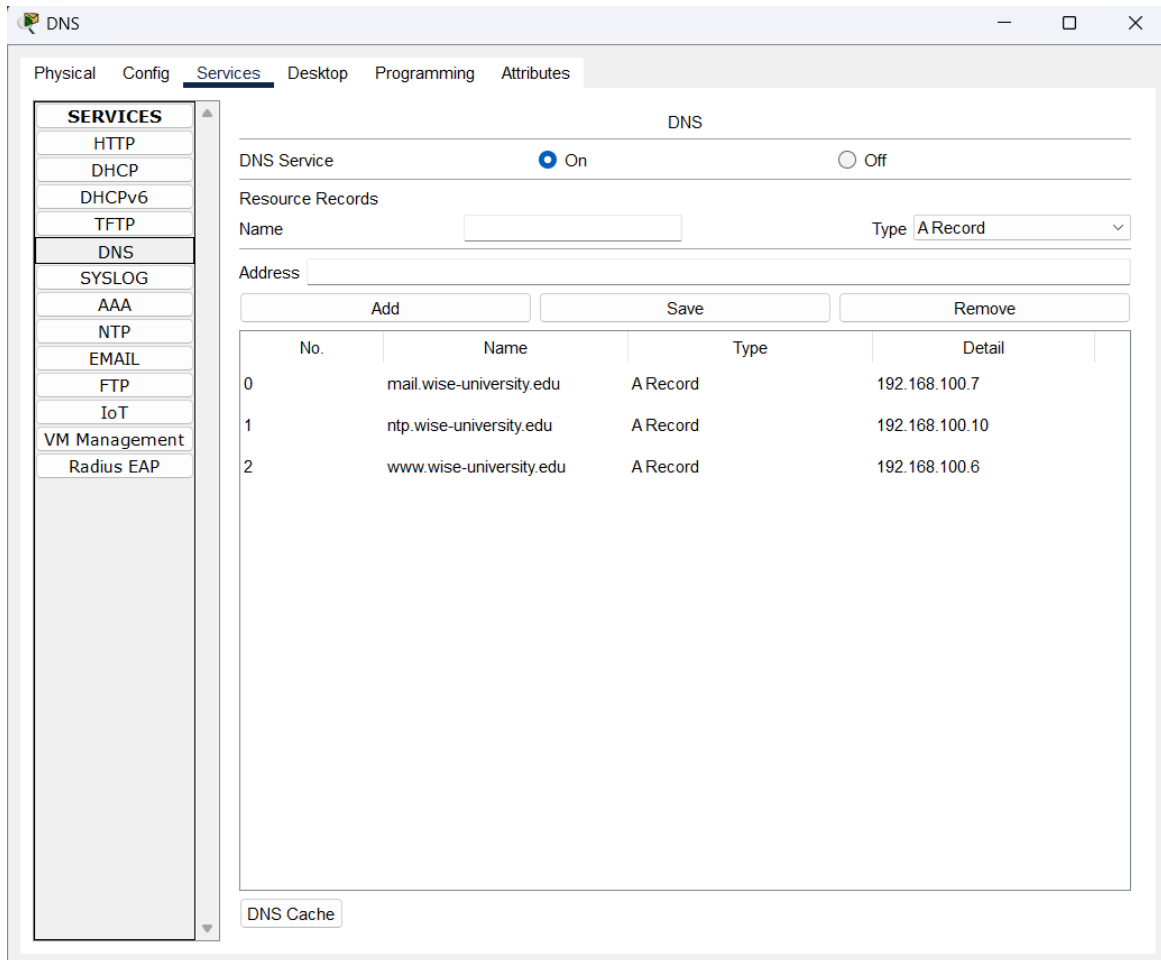 DNS
Physical Config Services Desktop Programming Attributes
SERVICES
HTTP
DHCP
DHCPv6
TFTP
DNS
SYSLOG
AAA
NTP
EMAIL
FTP
IoT
VM Management
Radius EAP
DNS
DNS Service On Off
Resource Records
Name Type A Record
Address
Add Save Remove
No. Name Type Detail
0 mail.wise-university.edu A Record 192.168.100.7
1 ntp.wise-university.edu A Record 192.168.100.10
2 www.wise-university.edu A Record 192.168.100.6
DNS Cache